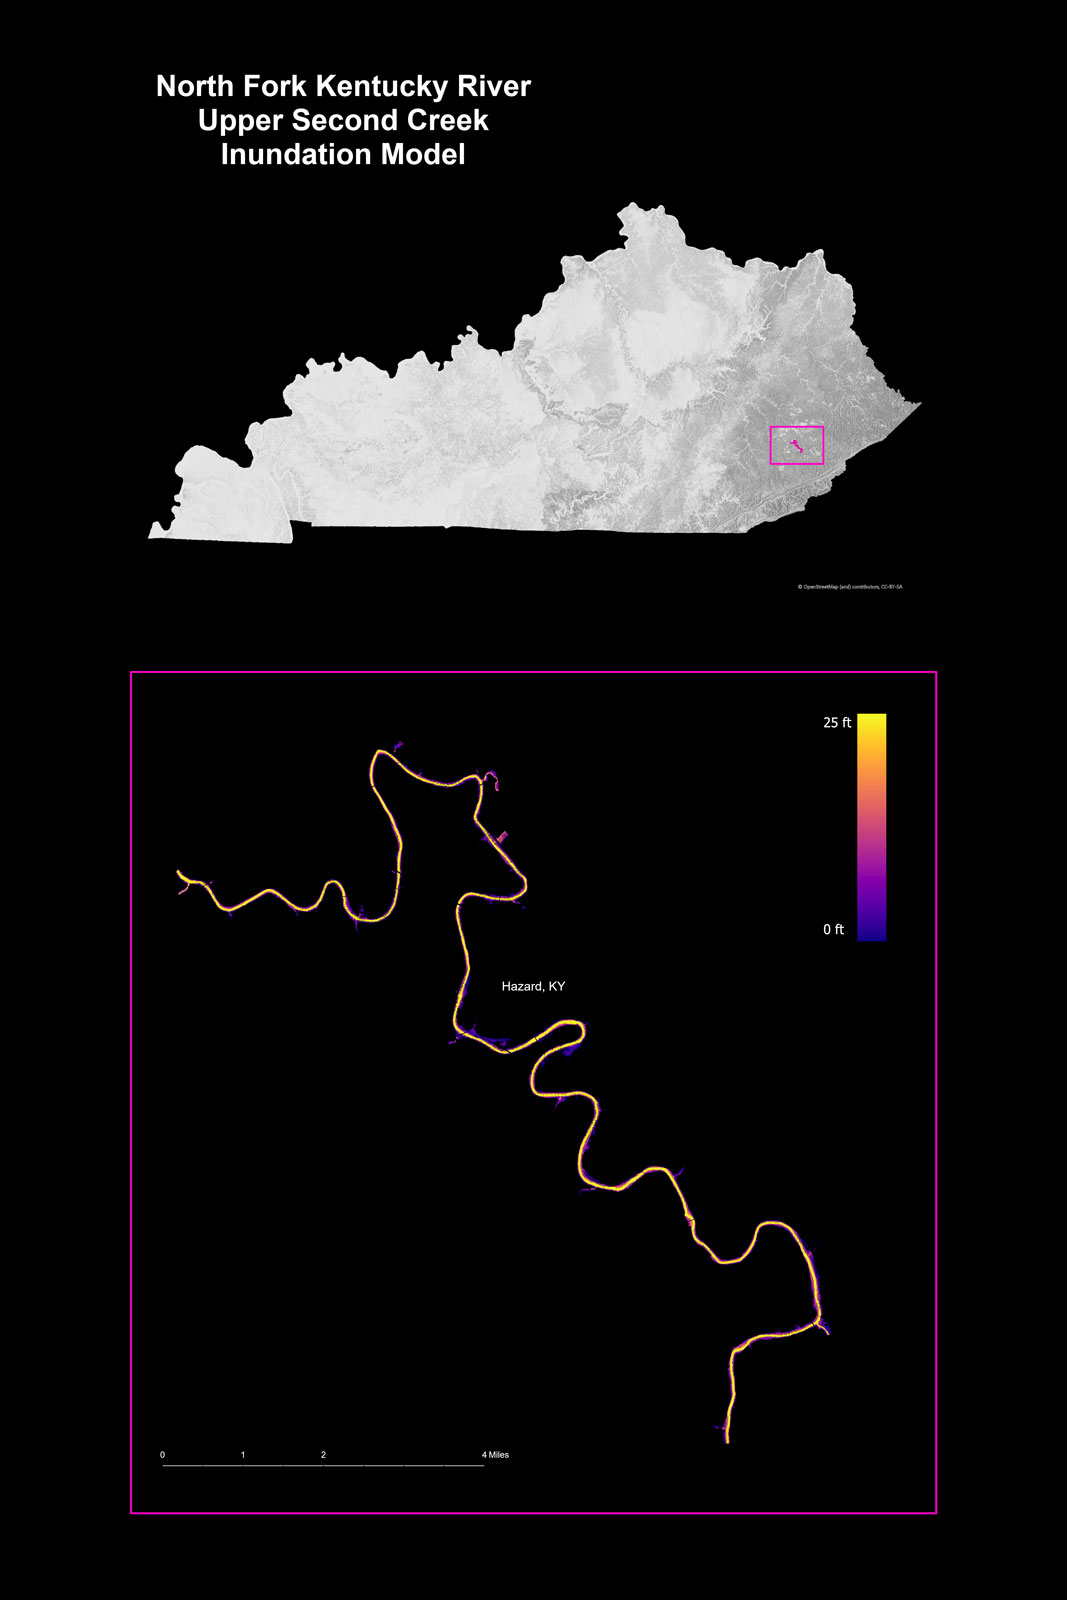 North Fork Kentucky River
Upper Second Creek
Inundation Model
© OpenStreetMap (and) contributors, CC-BY-SA
25 ft
0 ft
Hazard, KY
0 1 2 4 Miles